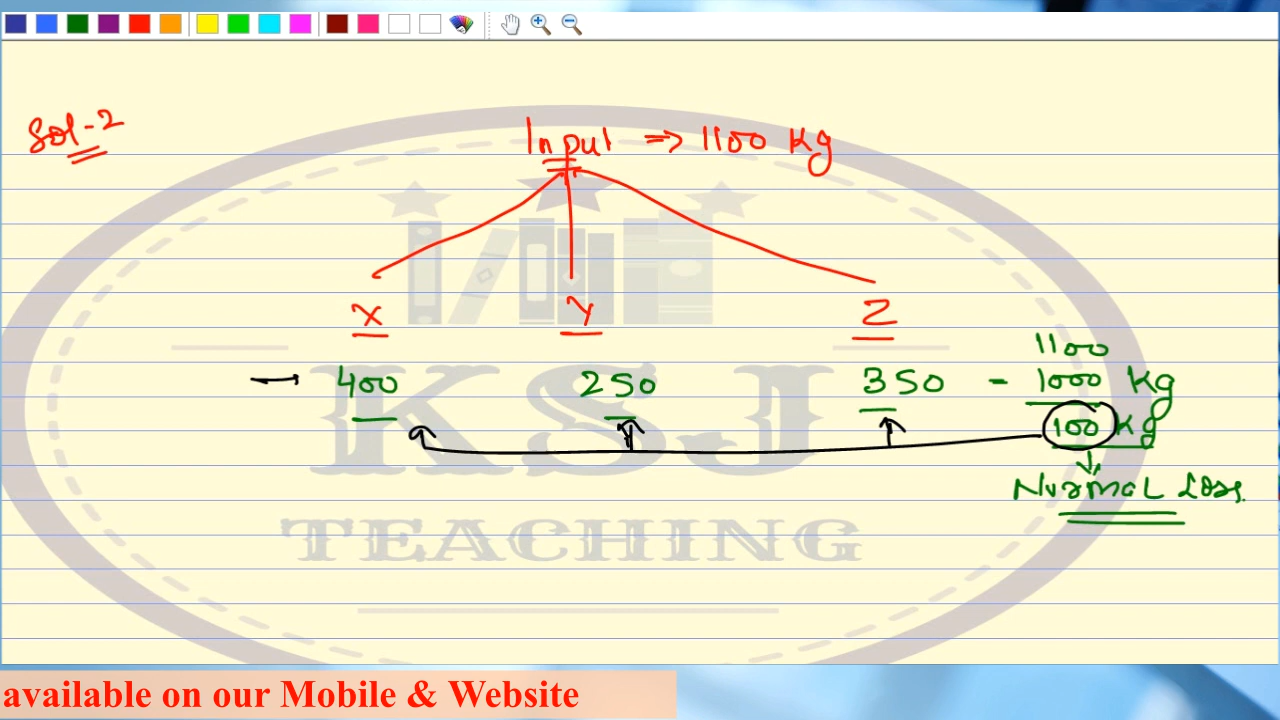 Sol-2
Input ⇒ 1100 Kg
X Y Z
1100
— 400 250 350 - 1000 Kg
100 Kg
Normal Loss
KSJ
TEACHING
available on our Mobile & Website